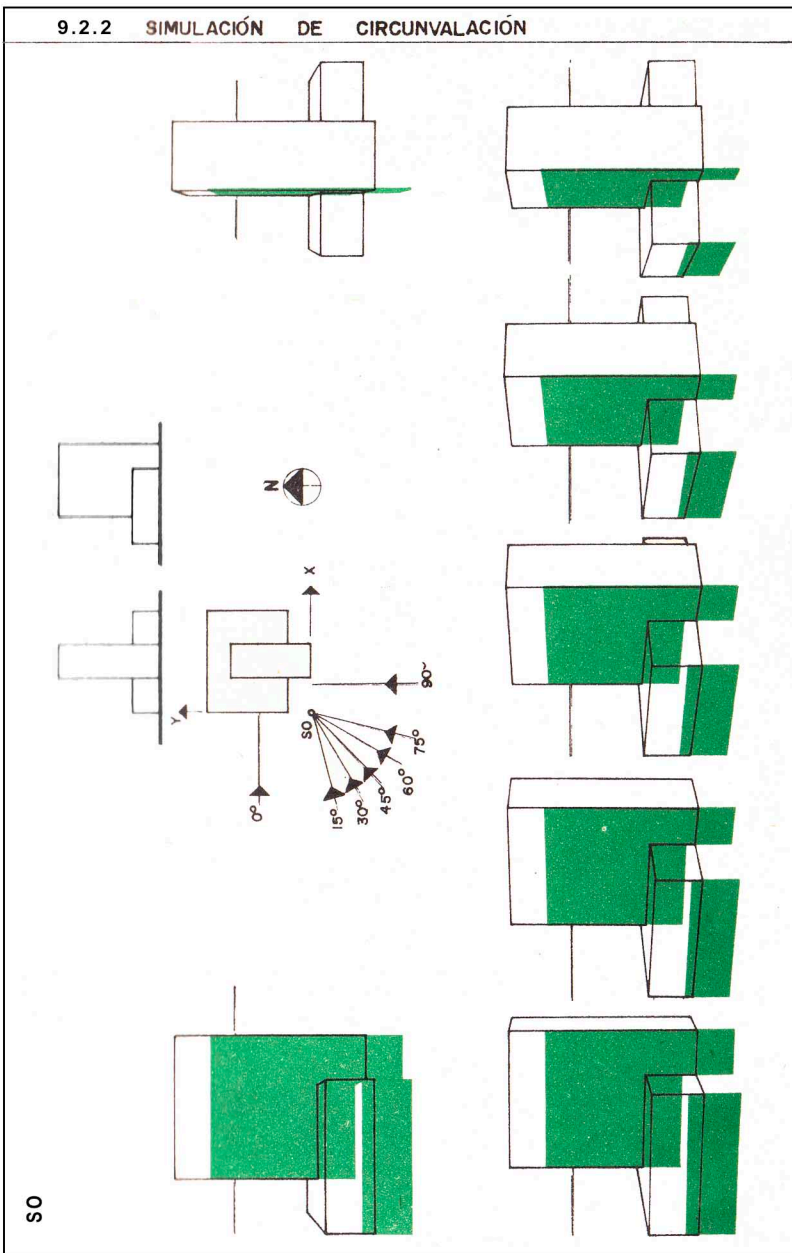 9.2.2 SIMULACIÓN DE CIRCUNVALACIÓN
N
X
Y
90°
SO
75°
60°
45°
30°
15°
0°
SO